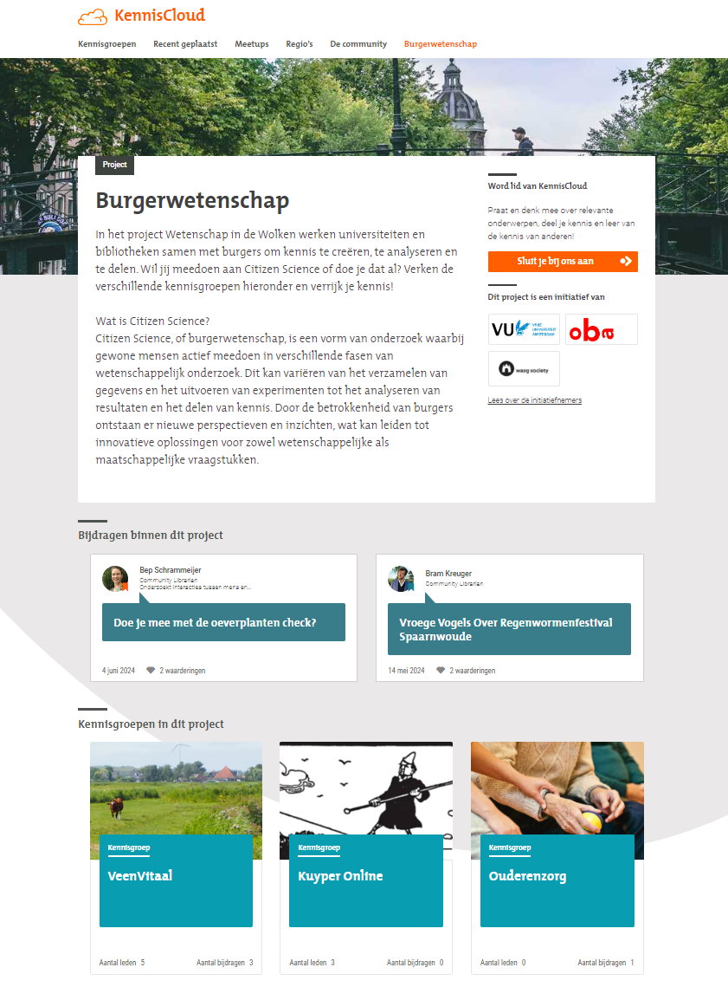 KennisCloud
Kennisgroepen Recent geplaatst Meetups Regio's De community Burgerwetenschap
Project
Burgerwetenschap
In het project Wetenschap in de Wolken werken universiteiten en
bibliotheken samen met burgers om kennis te creëren, te analyseren en
te delen. Wil jij meedoen aan Citizen Science of doe je dat al? Verken de
verschillende kennisgroepen hieronder en verrijk je kennis!
Wat is Citizen Science?
Citizen Science, of burgerwetenschap, is een vorm van onderzoek waarbij
gewone mensen actief meedoen in verschillende fasen van
wetenschappelijk onderzoek. Dit kan variëren van het verzamelen van
gegevens en het uitvoeren van experimenten tot het analyseren van
resultaten en het delen van kennis. Door de betrokkenheid van burgers
ontstaan er nieuwe perspectieven en inzichten, wat kan leiden tot
innovatieve oplossingen voor zowel wetenschappelijke als
maatschappelijke vraagstukken.
Word lid van KennisCloud
Praat en denk mee over relevante
onderwerpen, deel je kennis en leer van
de kennis van anderen!
Sluit je bij ons aan
Dit project is een initiatief van
VU VRIJE
UNIVERSITEIT
AMSTERDAM
oba
waag society
Lees over de initiatiefnemers
Bijdragen binnen dit project
Bep Schrammeijer
Community Librarian
Onderzoekt interacties tussen mens en...
Doe je mee met de oeverplanten check?
4 juni 2024 2 waarderingen
Bram Kreuger
Community Librarian
Vroege Vogels Over Regenwormenfestival
Spaarnwoude
14 mei 2024 2 waarderingen
Kennisgroepen in dit project
Kennisgroep
VeenVitaal
Aantal leden 5 Aantal bijdragen 3
Kennisgroep
Kuyper Online
Aantal leden 3 Aantal bijdragen 0
Kennisgroep
Ouderenzorg
Aantal leden 0 Aantal bijdragen 1